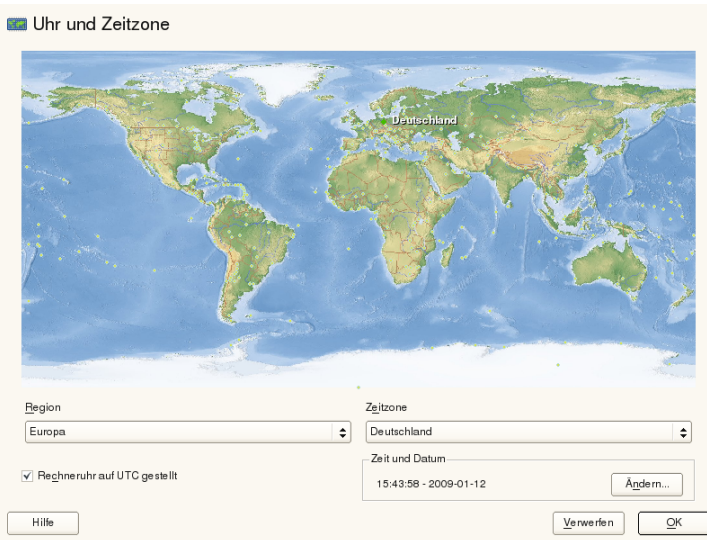 Uhr und Zeitzone
Deutschland
Region
Zeitzone
Europa
Deutschland
Rechneruhr auf UTC gestellt
Zeit und Datum
15:43:58 - 2009-01-12
Ändern...
Hilfe
Verwerfen
OK